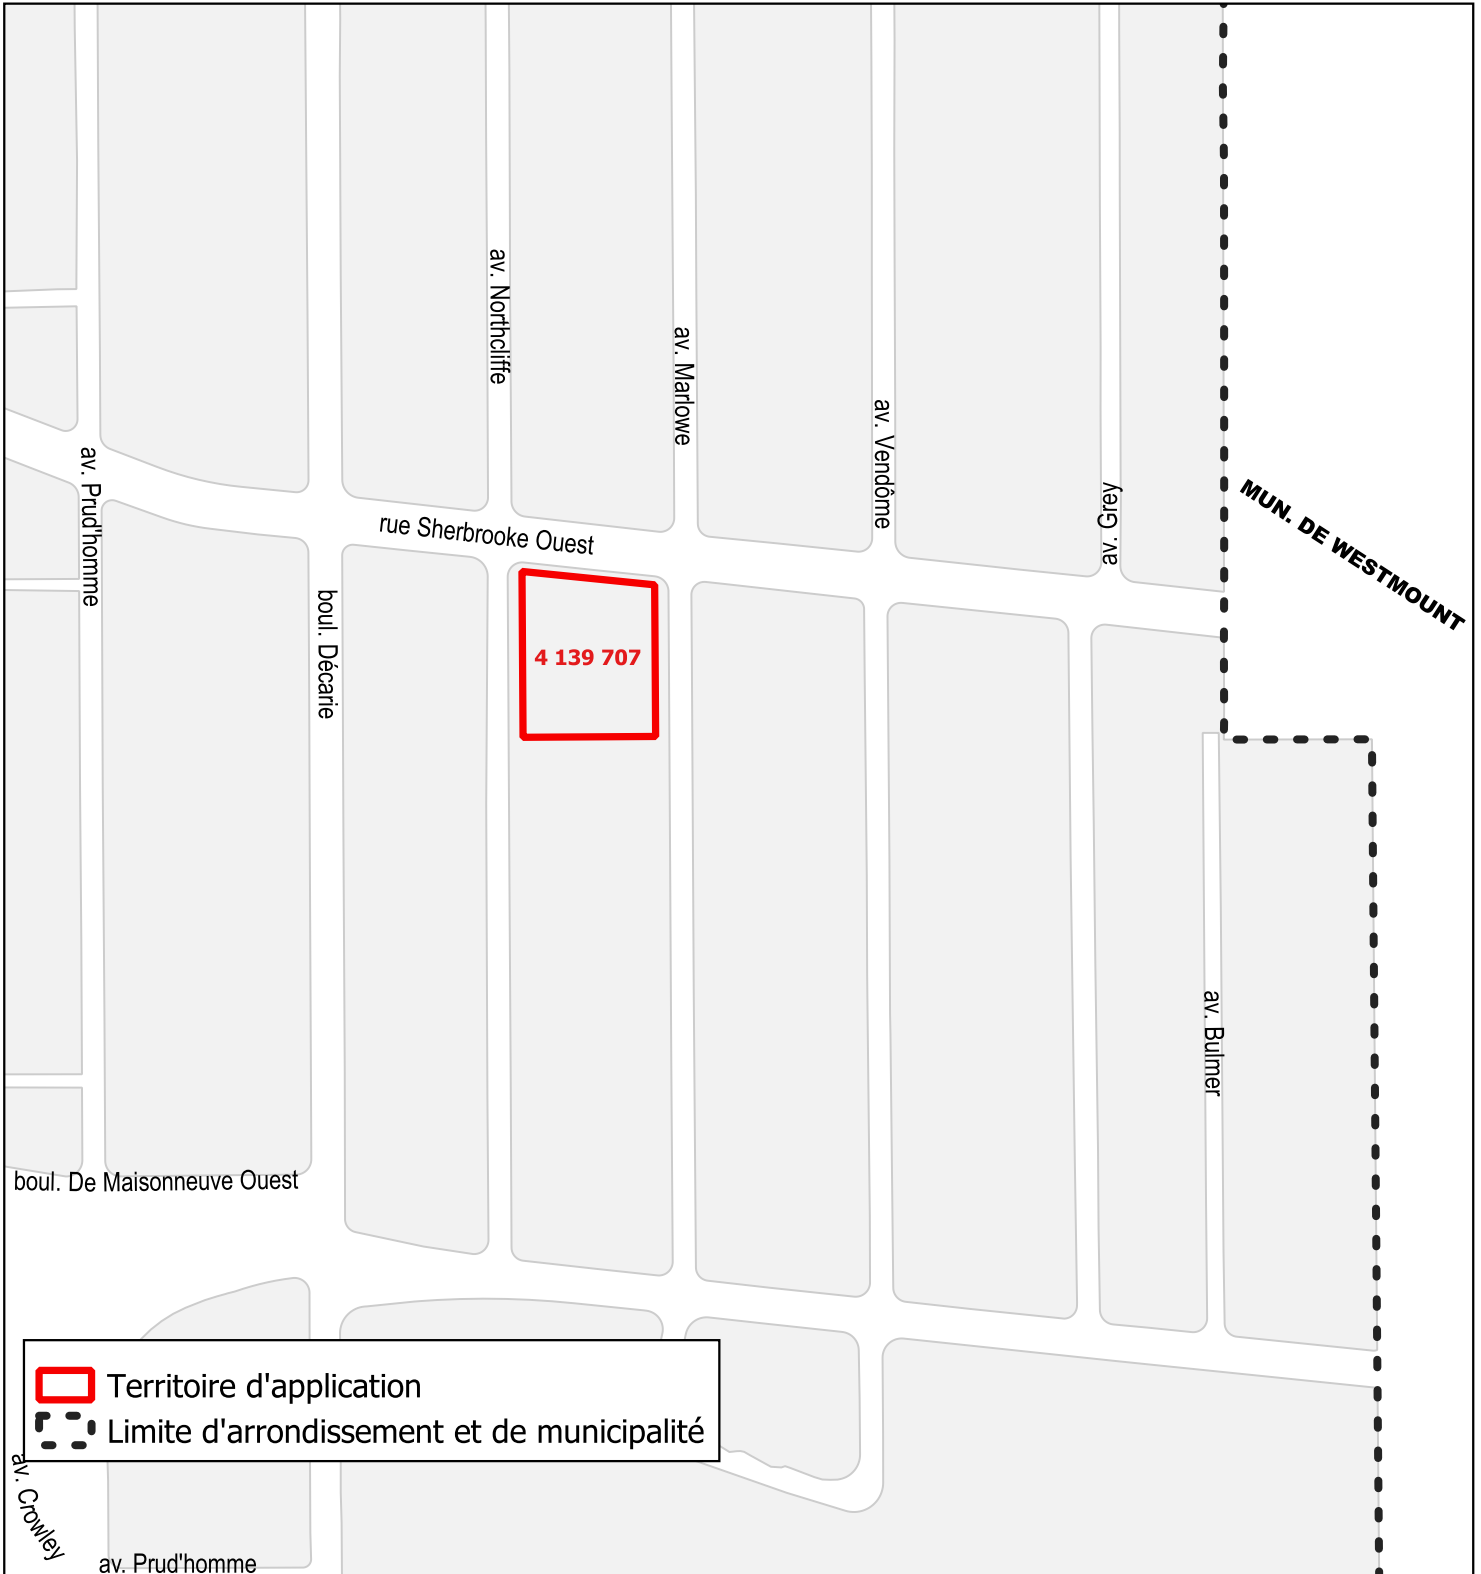 av. Northcliffe
av. Marlowe
av. Vendôme
av. Prud'homme
av. Grey
MUN. DE WESTMOUNT
rue Sherbrooke Ouest
boul. Décarie
4 139 707
av. Bulmer
boul. De Maisonneuve Ouest
Territoire d'application
Limite d'arrondissement et de municipalité
av. Crowley
av. Prud'homme